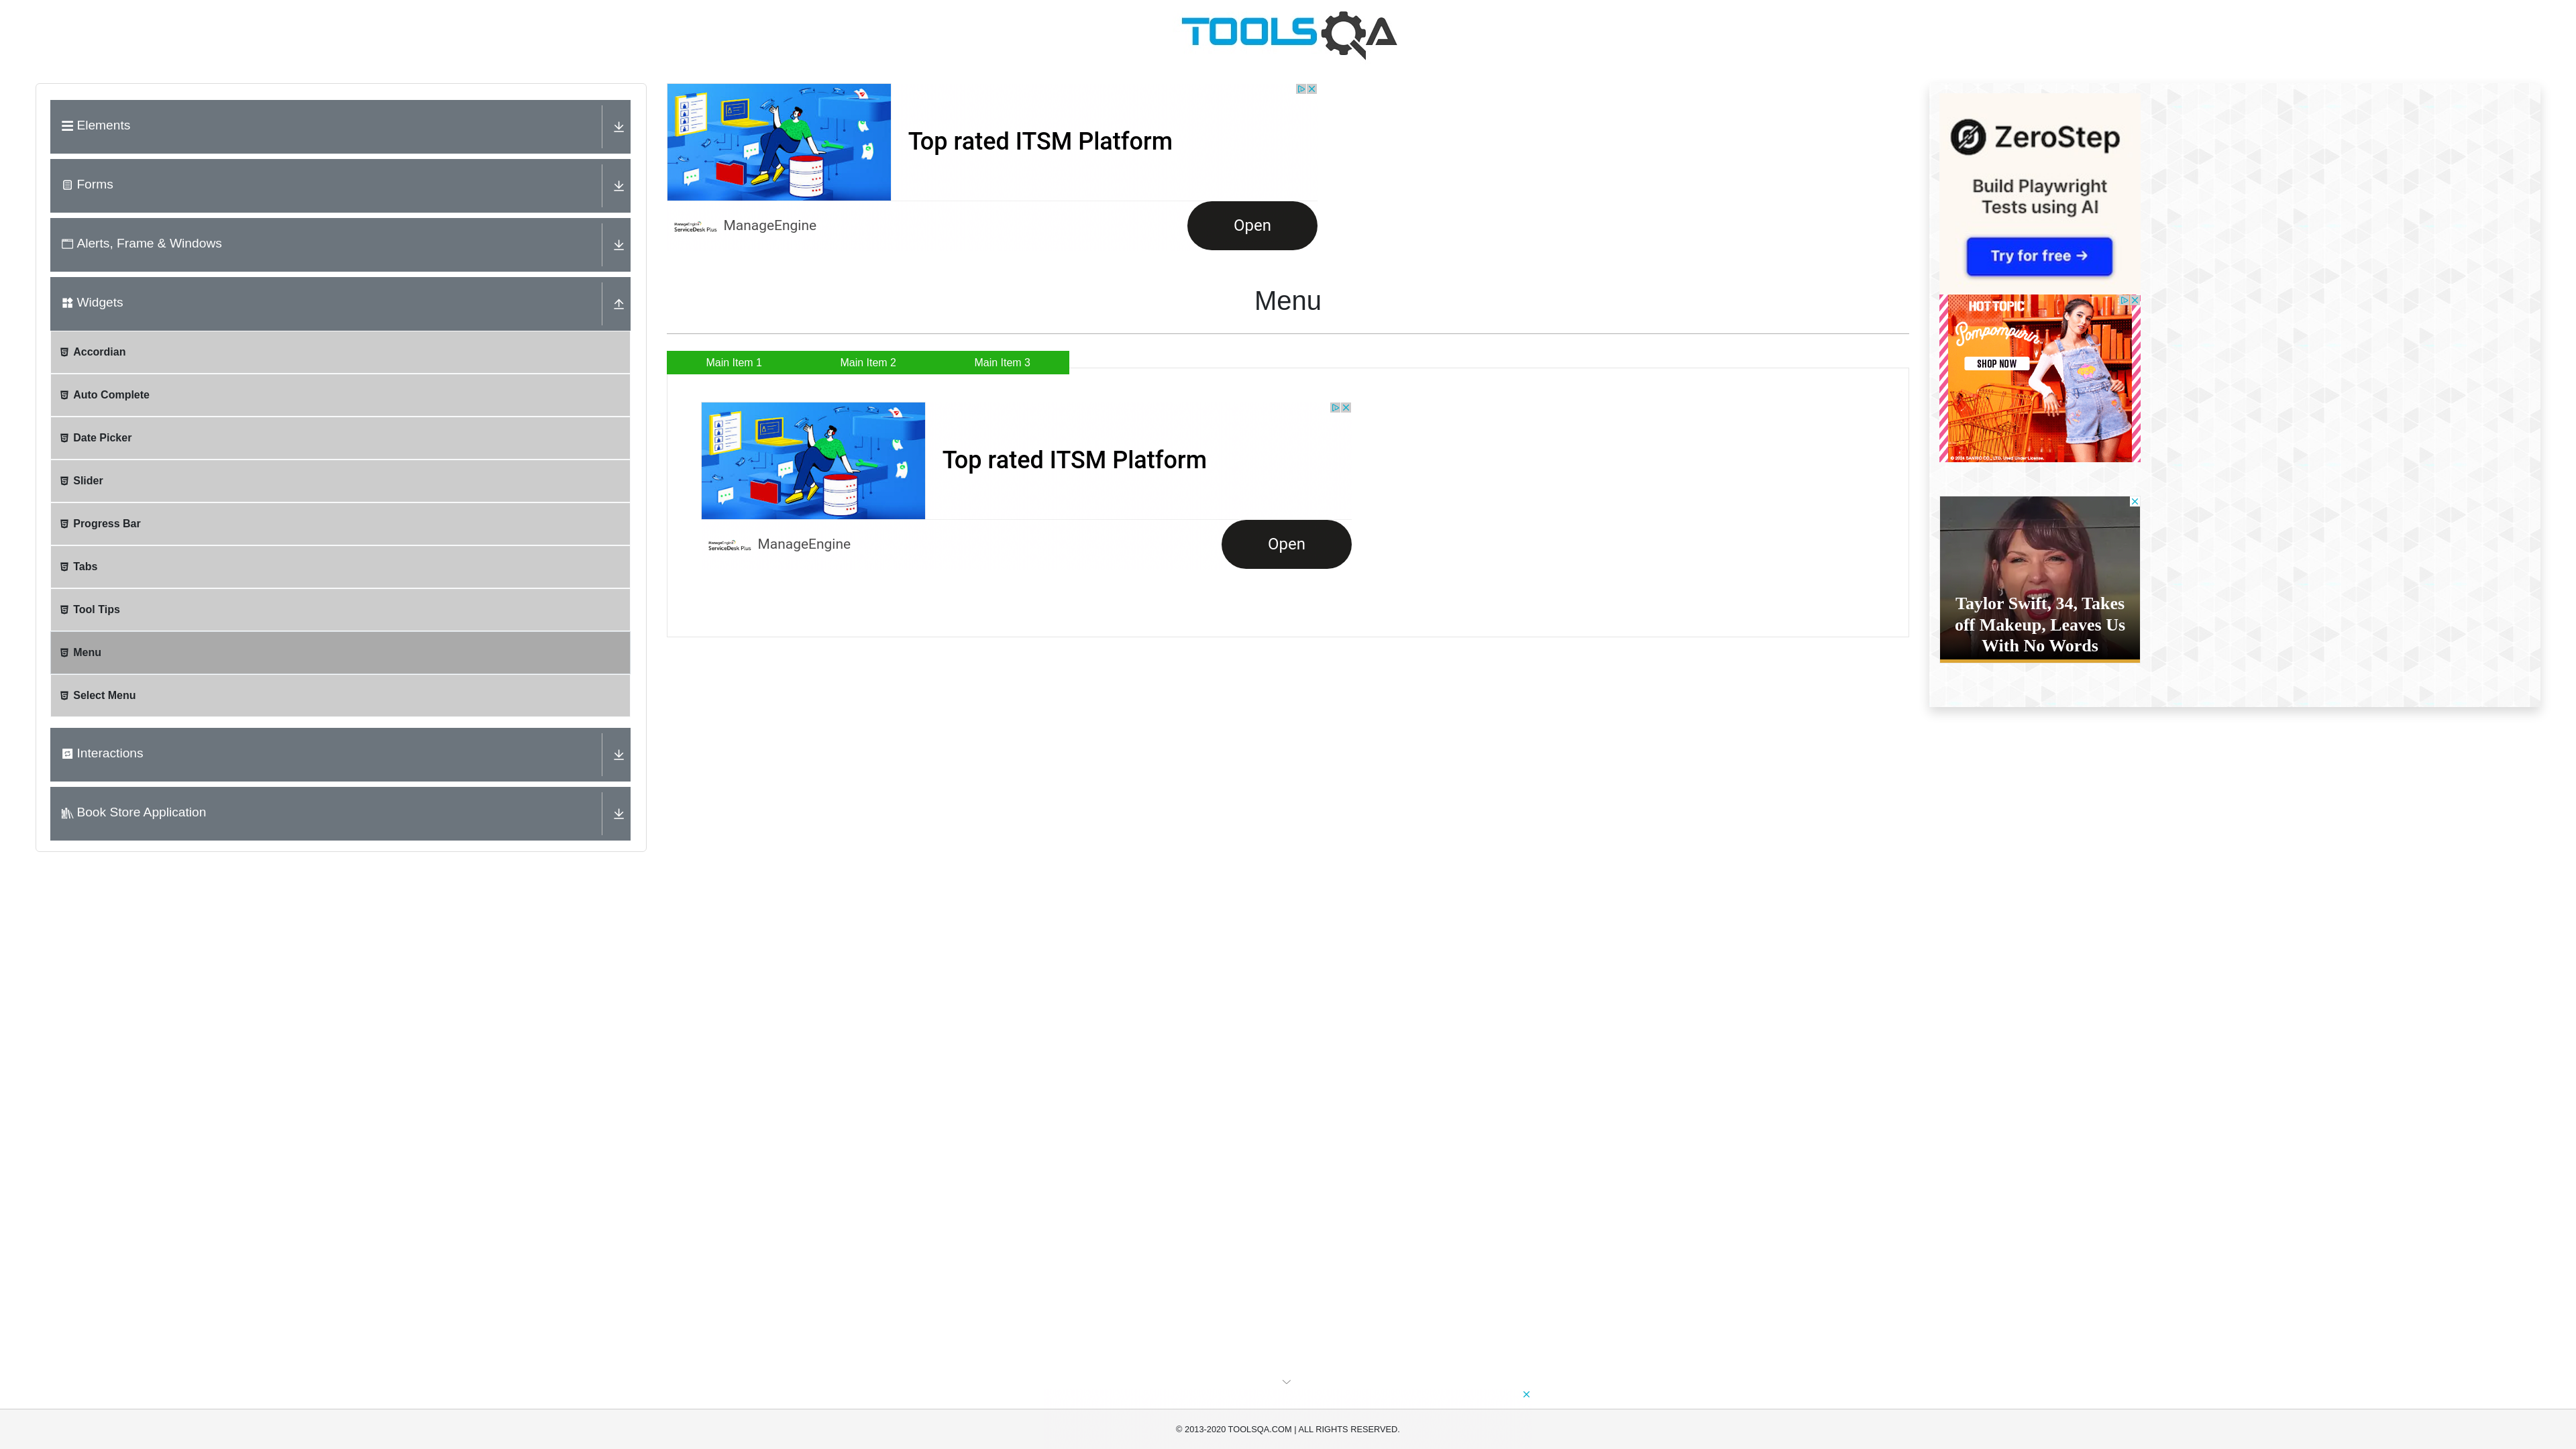 TOOLSQA
Elements
Forms
Alerts, Frame & Windows
Widgets
Accordian
Auto Complete
Date Picker
Slider
Progress Bar
Tabs
Tool Tips
Menu
Select Menu
Interactions
Book Store Application
Top rated ITSM Platform
ManageEngine
ServiceDesk Plus
ManageEngine
Open
Menu
Main Item 1
Main Item 2
Main Item 3
Top rated ITSM Platform
ManageEngine
ServiceDesk Plus
ManageEngine
Open
ZeroStep
Build Playwright
Tests using AI
Try for free →
HOT TOPIC
Pompompurin.
SHOP NOW
Taylor Swift, 34, Takes
off Makeup, Leaves Us
With No Words
© 2013-2020 TOOLSQA.COM | ALL RIGHTS RESERVED.